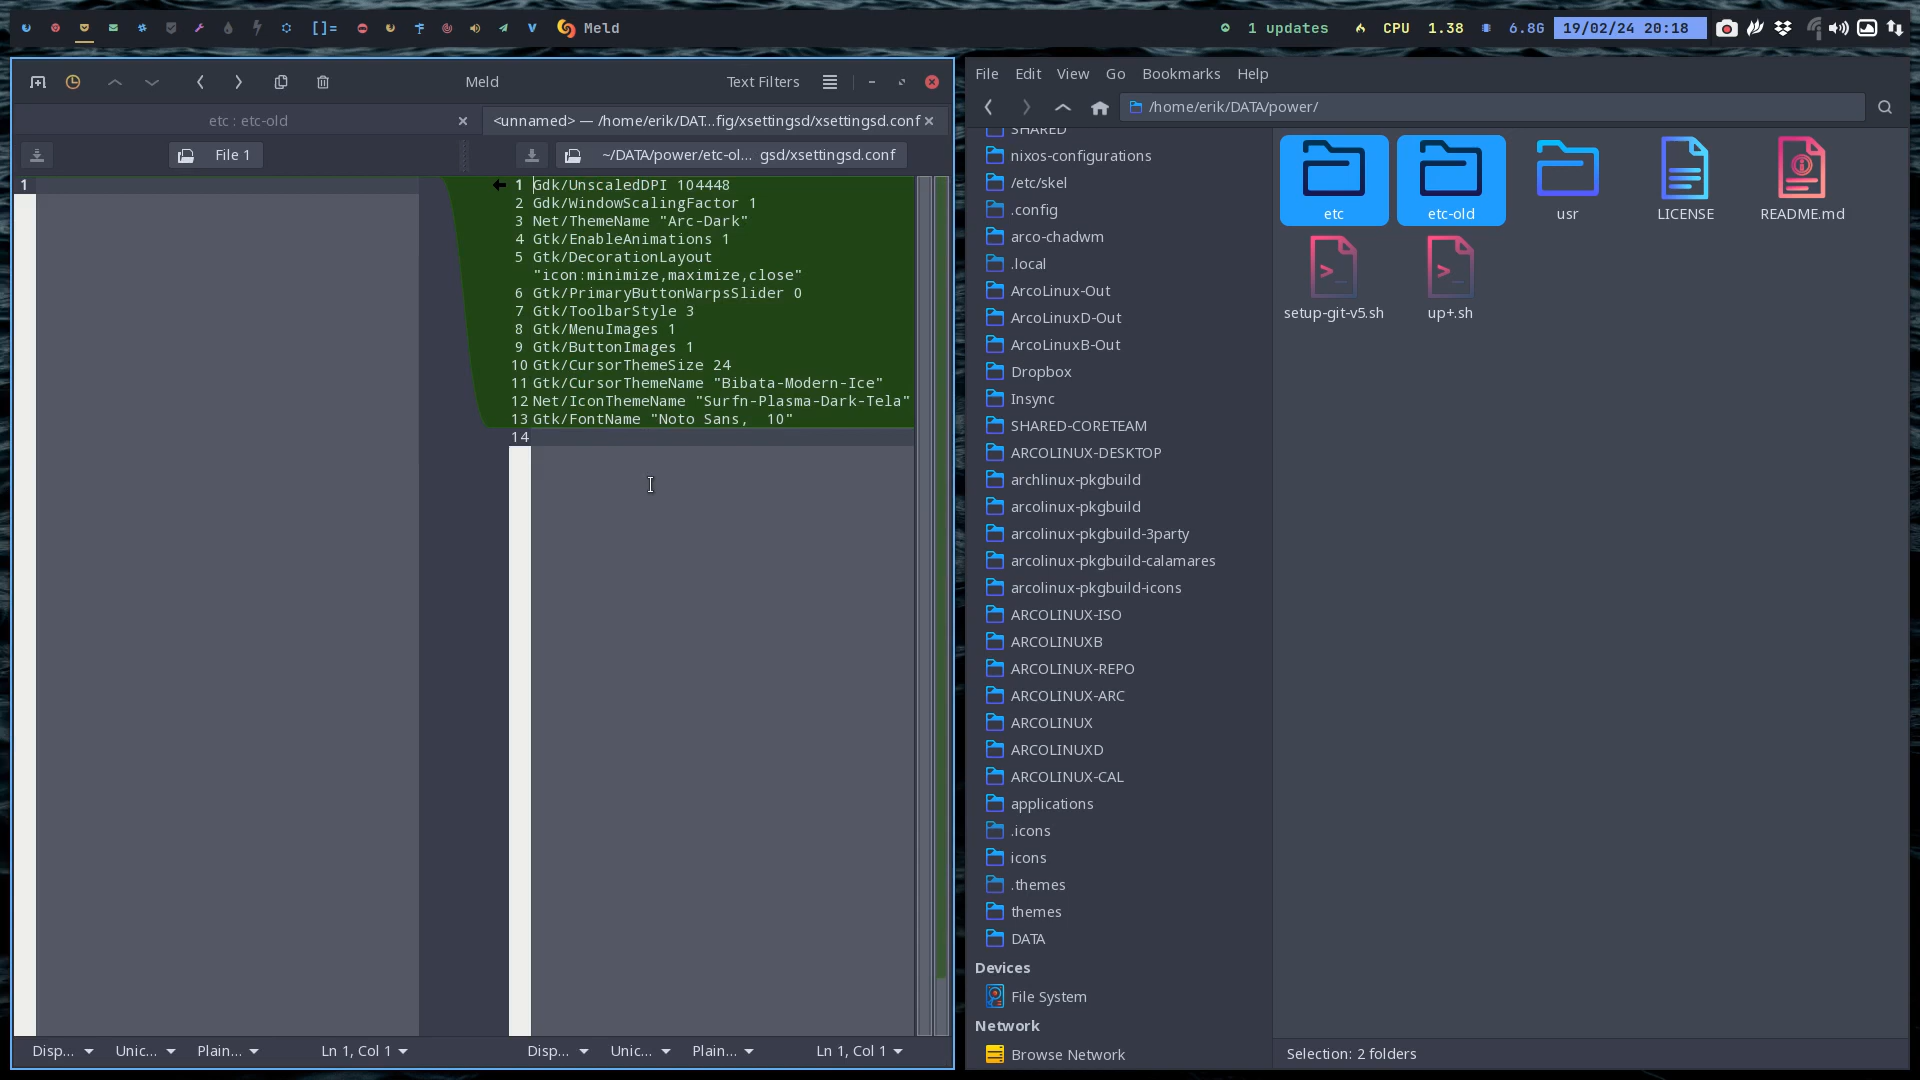 []=
V
Meld
1 updates
CPU 1.38
6.8G
19/02/24 20:18
Meld
Text Filters
etc : etc-old
<unnamed> — /home/erik/DAT...fig/xsettingsd/xsettingsd.conf
File 1
~/DATA/power/etc-ol... gsd/xsettingsd.conf
1
1 Gdk/UnscaledDPI 104448
2 Gdk/WindowScalingFactor 1
3 Net/ThemeName "Arc-Dark"
4 Gtk/EnableAnimations 1
5 Gtk/DecorationLayout
"icon:minimize,maximize,close"
6 Gtk/PrimaryButtonWarpsSlider 0
7 Gtk/ToolbarStyle 3
8 Gtk/MenuImages 1
9 Gtk/ButtonImages 1
10 Gtk/CursorThemeSize 24
11 Gtk/CursorThemeName "Bibata-Modern-Ice"
12 Net/IconThemeName "Surfn-Plasma-Dark-Tela"
13 Gtk/FontName "Noto Sans,  10"
14
Disp...
Unic...
Plain...
Ln 1, Col 1
Disp...
Unic...
Plain...
Ln 1, Col 1
File
Edit
View
Go
Bookmarks
Help
/home/erik/DATA/power/
SHARED
nixos-configurations
/etc/skel
.config
arco-chadwm
.local
ArcoLinux-Out
ArcoLinuxD-Out
ArcoLinuxB-Out
Dropbox
Insync
SHARED-CORETEAM
ARCOLINUX-DESKTOP
archlinux-pkgbuild
arcolinux-pkgbuild
arcolinux-pkgbuild-3party
arcolinux-pkgbuild-calamares
arcolinux-pkgbuild-icons
ARCOLINUX-ISO
ARCOLINUXB
ARCOLINUX-REPO
ARCOLINUX-ARC
ARCOLINUX
ARCOLINUXD
ARCOLINUX-CAL
applications
.icons
icons
.themes
themes
DATA
Devices
File System
Network
Browse Network
etc
etc-old
usr
LICENSE
README.md
setup-git-v5.sh
up+.sh
Selection: 2 folders